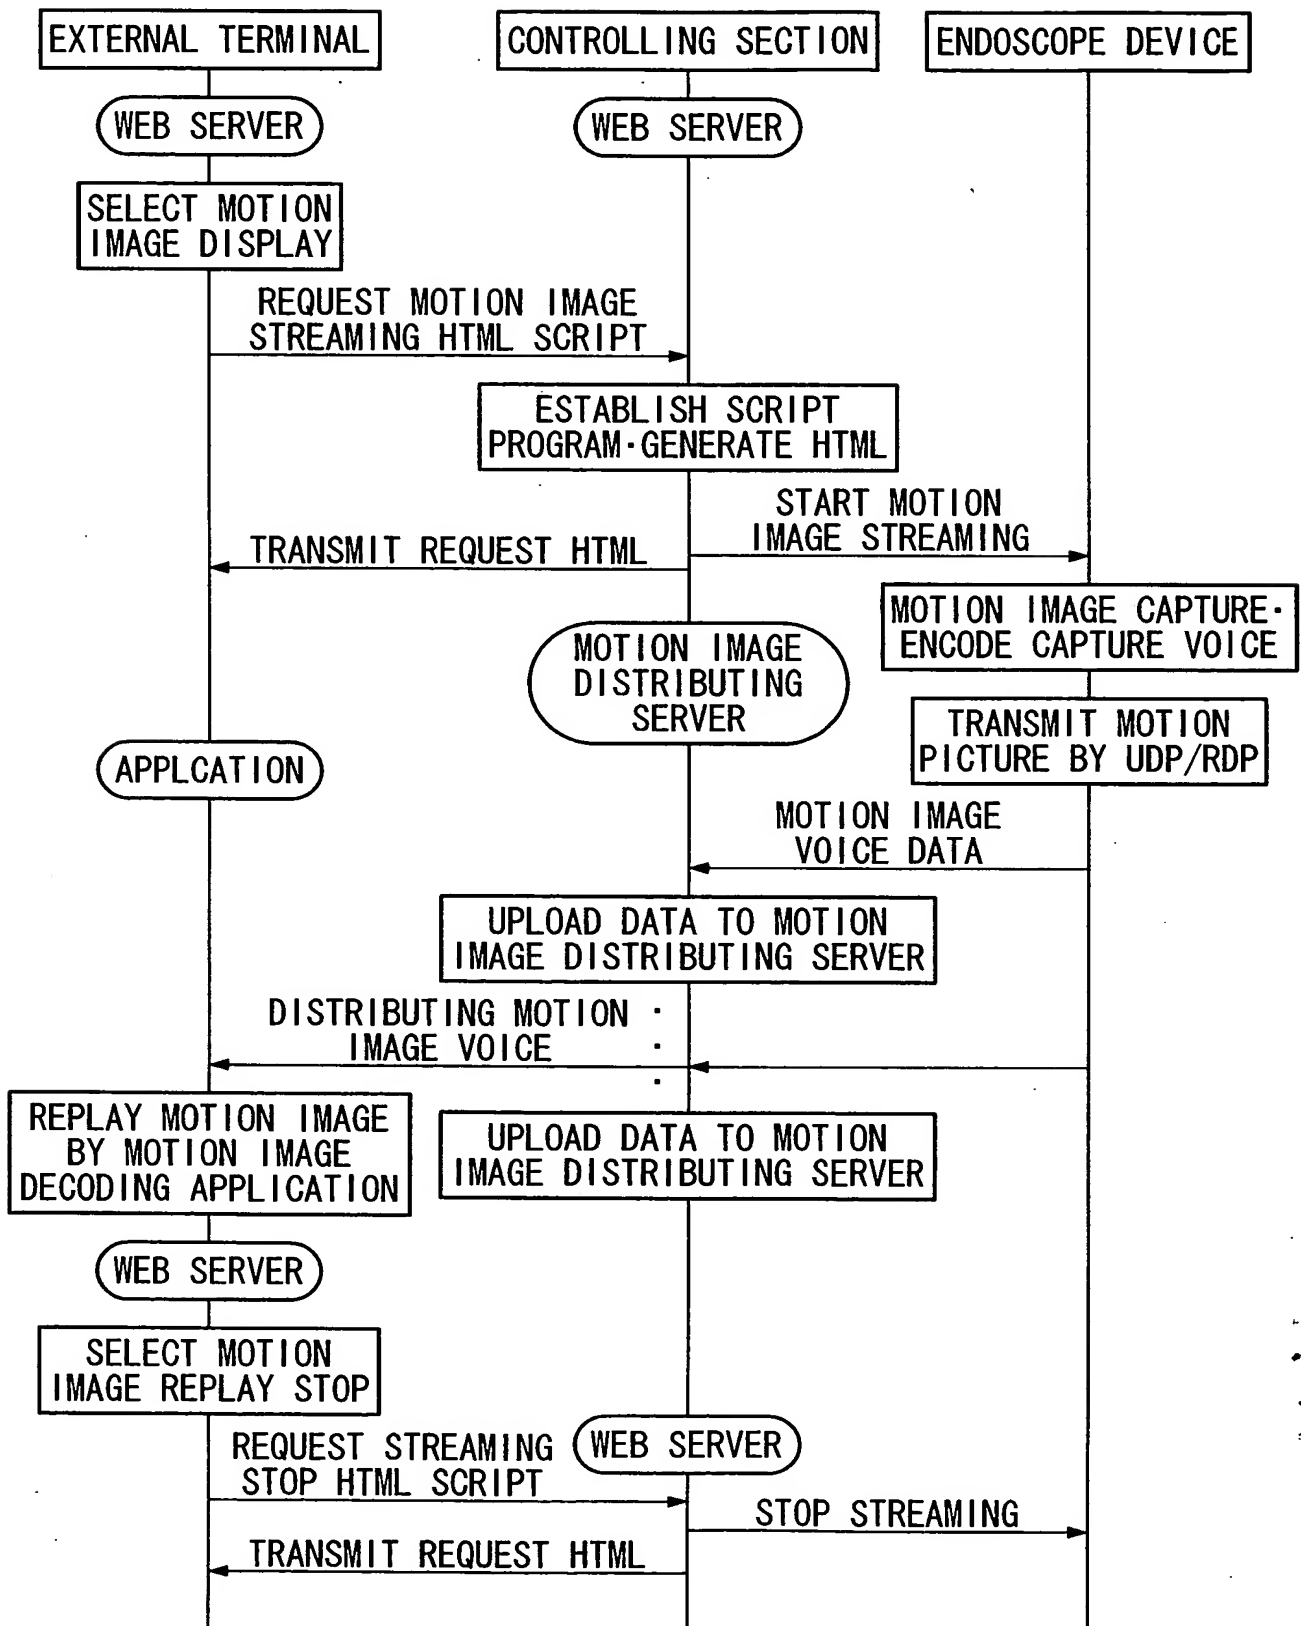 EXTERNAL TERMINAL
CONTROLLING SECTION
ENDOSCOPE DEVICE
WEB SERVER
WEB SERVER
SELECT MOTION
IMAGE DISPLAY
REQUEST MOTION IMAGE
STREAMING HTML SCRIPT
ESTABLISH SCRIPT
PROGRAM·GENERATE HTML
START MOTION
IMAGE STREAMING
TRANSMIT REQUEST HTML
MOTION IMAGE CAPTURE·
ENCODE CAPTURE VOICE
MOTION IMAGE
DISTRIBUTING
SERVER
TRANSMIT MOTION
PICTURE BY UDP/RDP
APPLCATION
MOTION IMAGE
VOICE DATA
UPLOAD DATA TO MOTION
IMAGE DISTRIBUTING SERVER
DISTRIBUTING MOTION
IMAGE VOICE
REPLAY MOTION IMAGE
BY MOTION IMAGE
DECODING APPLICATION
UPLOAD DATA TO MOTION
IMAGE DISTRIBUTING SERVER
WEB SERVER
SELECT MOTION
IMAGE REPLAY STOP
WEB SERVER
REQUEST STREAMING
STOP HTML SCRIPT
STOP STREAMING
TRANSMIT REQUEST HTML